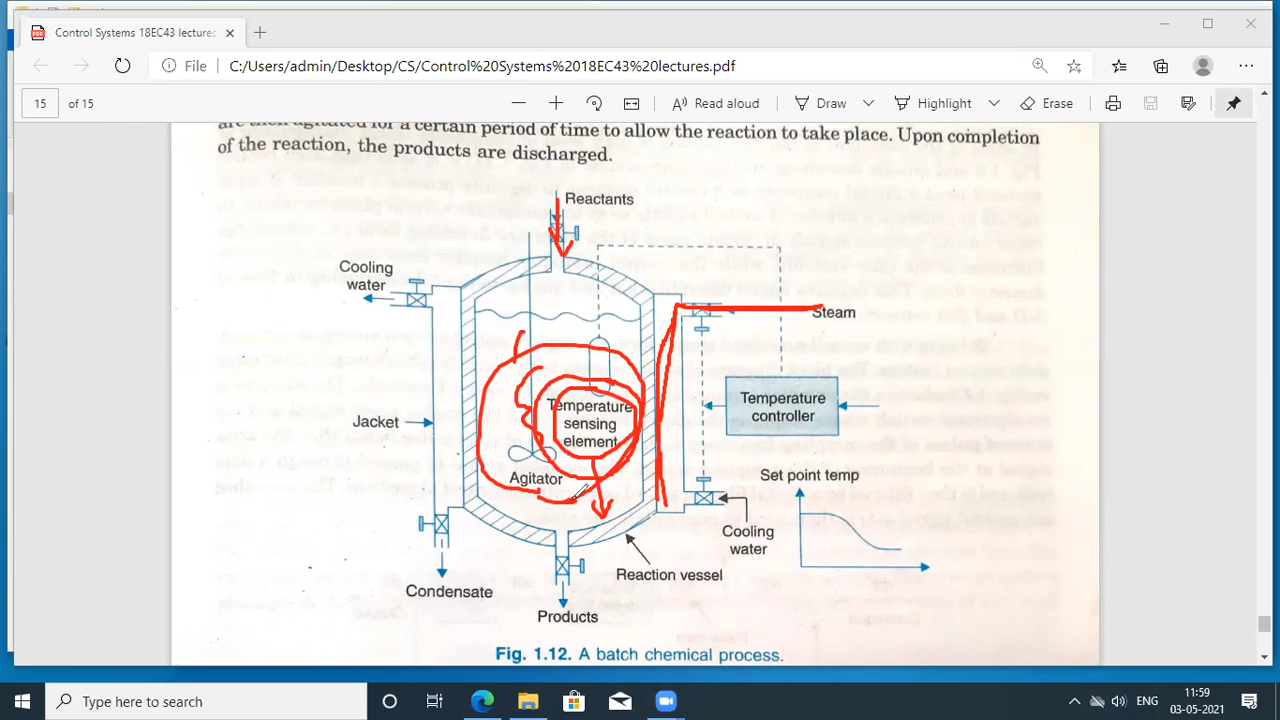 Control Systems 18EC43 lectures
File
C:/Users/admin/Desktop/CS/Control%20Systems%2018EC43%20lectures.pdf
15 of 15
Read aloud
Draw
Highlight
Erase
are then agitated for a certain period of time to allow the reaction to take place. Upon completion
of the reaction, the products are discharged.
Reactants
Cooling
water
Steam
Temperature
sensing
element
Temperature
controller
Jacket
Agitator
Set point temp
Cooling
water
Reaction vessel
Condensate
Products
Fig. 1.12. A batch chemical process.
Type here to search
ENG
11:59
03-05-2021